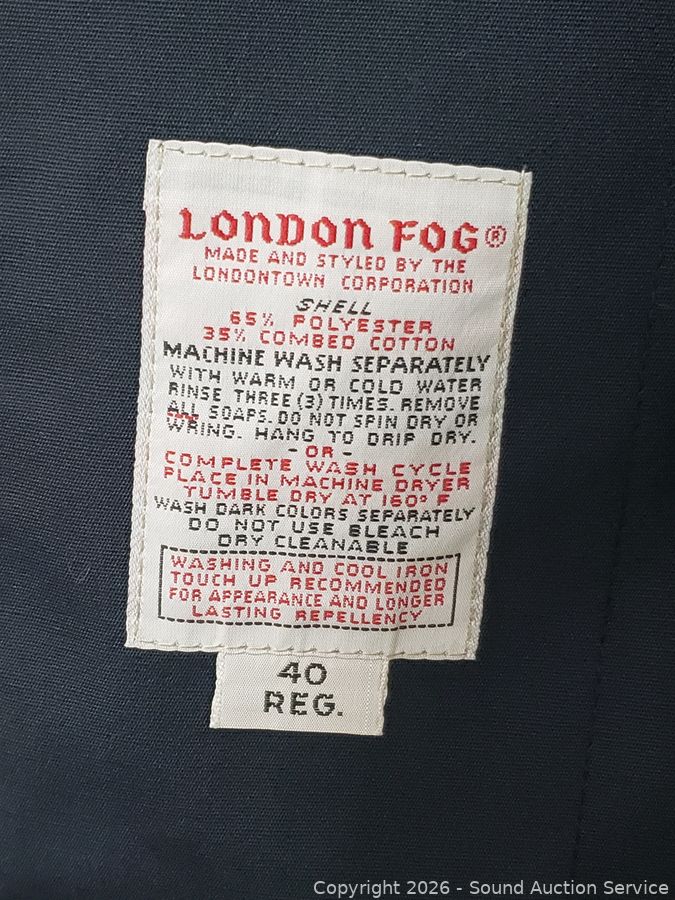 LONDON FOG®
MADE AND STYLED BY THE
LONDONTOWN CORPORATION
SHELL
65% POLYESTER
35% COMBED COTTON
MACHINE WASH SEPARATELY
WITH WARM OR COLD WATER
RINSE THREE (3) TIMES. REMOVE
ALL SOAPS. DO NOT SPIN DRY OR
WRING. HANG TO DRIP DRY.
- OR -
COMPLETE WASH CYCLE
PLACE IN MACHINE DRYER
TUMBLE DRY AT 160° F
WASH DARK COLORS SEPARATELY
DO NOT USE BLEACH
DRY CLEANABLE
WASHING AND COOL IRON
TOUCH UP RECOMMENDED
FOR APPEARANCE AND LONGER
LASTING REPELLENCY
40
REG.
Copyright 2026 - Sound Auction Service